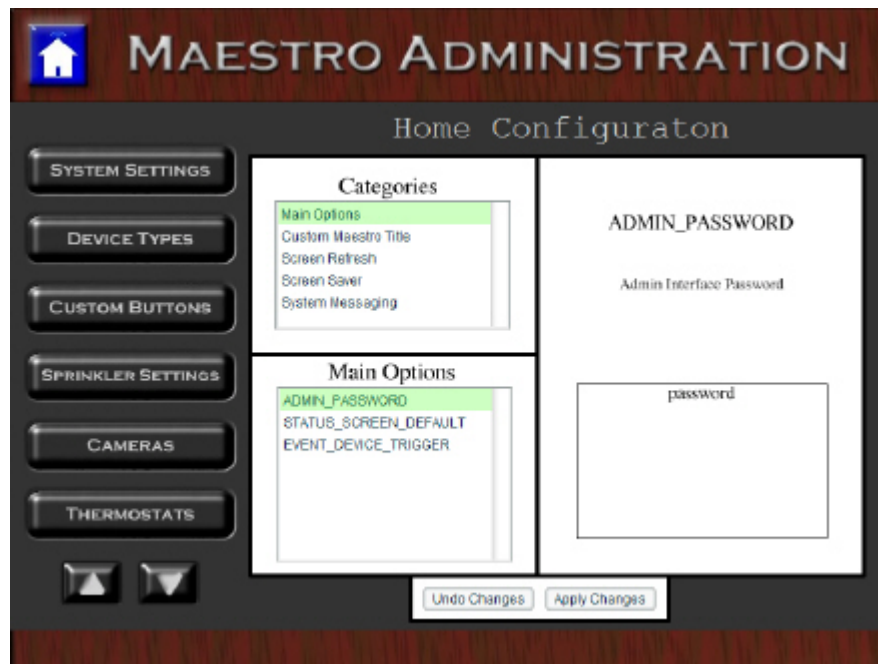 MAESTRO ADMINISTRATION
Home Configuraton
SYSTEM SETTINGS
DEVICE TYPES
CUSTOM BUTTONS
SPRINKLER SETTINGS
CAMERAS
THERMOSTATS
Categories
Main Options
Custom Maestro Title
Screen Refresh
Screen Saver
System Messaging
Main Options
ADMIN_PASSWORD
STATUS_SCREEN_DEFAULT
EVENT_DEVICE_TRIGGER
ADMIN_PASSWORD
Admin Interface Password
password
Undo Changes
Apply Changes